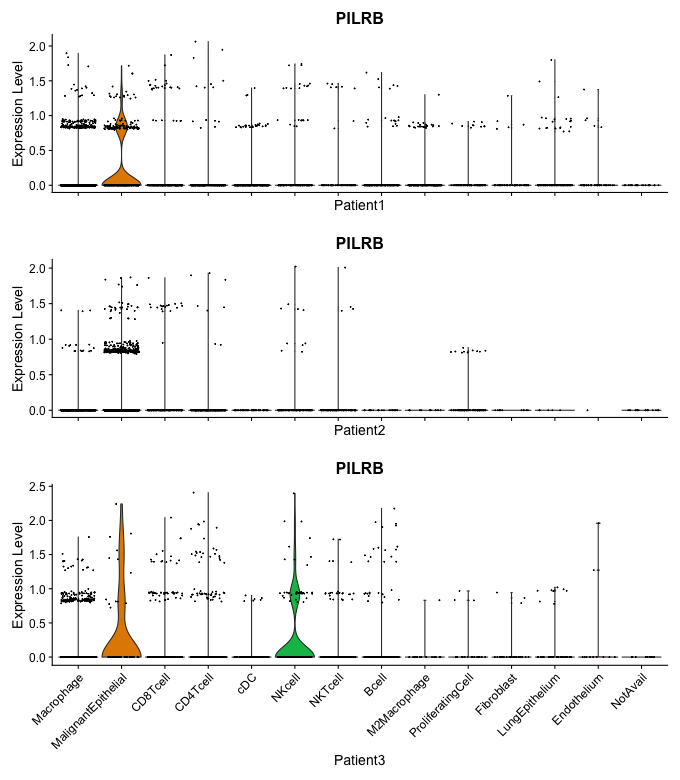 PILRB
Expression Level
2.0
1.5
1.0
0.5
0.0
Patient1
PILRB
Expression Level
2.0
1.5
1.0
0.5
0.0
Patient2
PILRB
Expression Level
2.5
2.0
1.5
1.0
0.5
0.0
Macrophage
MalignantEpithelial
CD8Tcell
CD4Tcell
cDC
NKcell
NKTcell
Bcell
M2Macrophage
ProliferatingCell
Fibroblast
LungEpithelium
Endothelium
NotAvail
Patient3